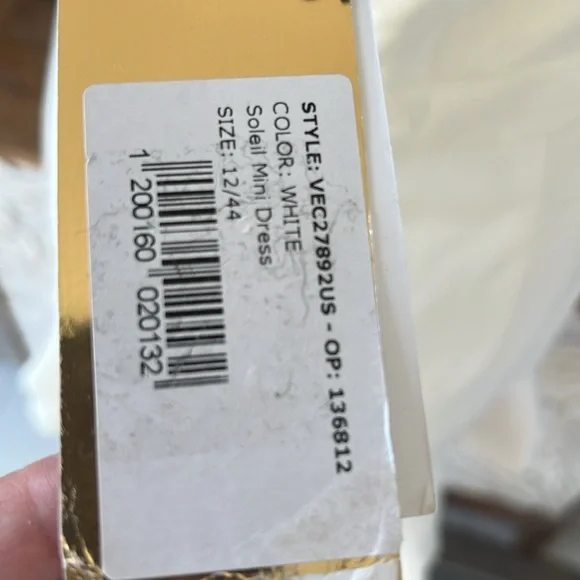 STYLE: VEC27892US - OP: 136812
COLOR: WHITE
Soleil Mini Dress
SIZE: 12/44
1 200160 020132